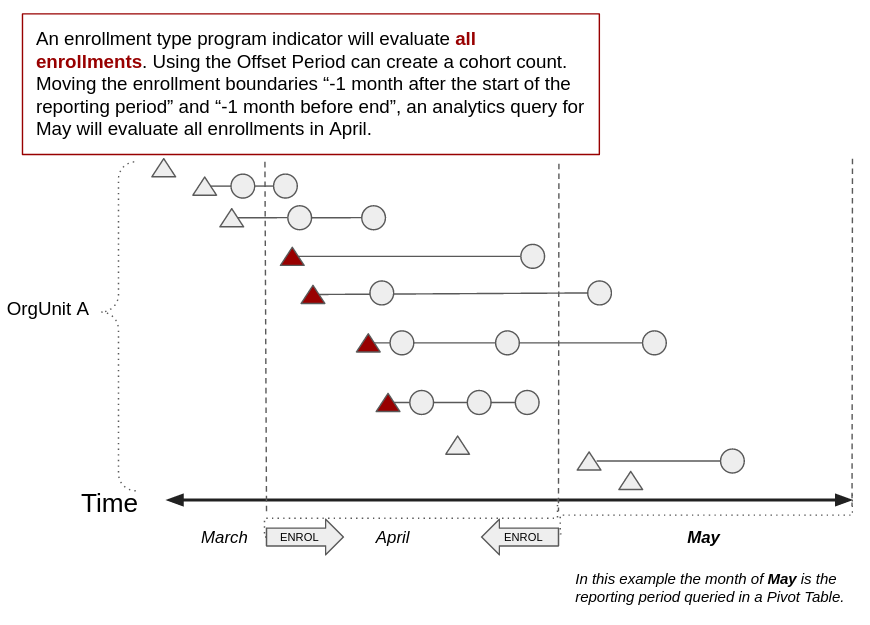 An enrollment type program indicator will evaluate all
enrollments. Using the Offset Period can create a cohort count.
Moving the enrollment boundaries “-1 month after the start of the
reporting period” and “-1 month before end”, an analytics query for
May will evaluate all enrollments in April.
OrgUnit A
Time
March
ENROL
April
ENROL
May
In this example the month of May is the
reporting period queried in a Pivot Table.